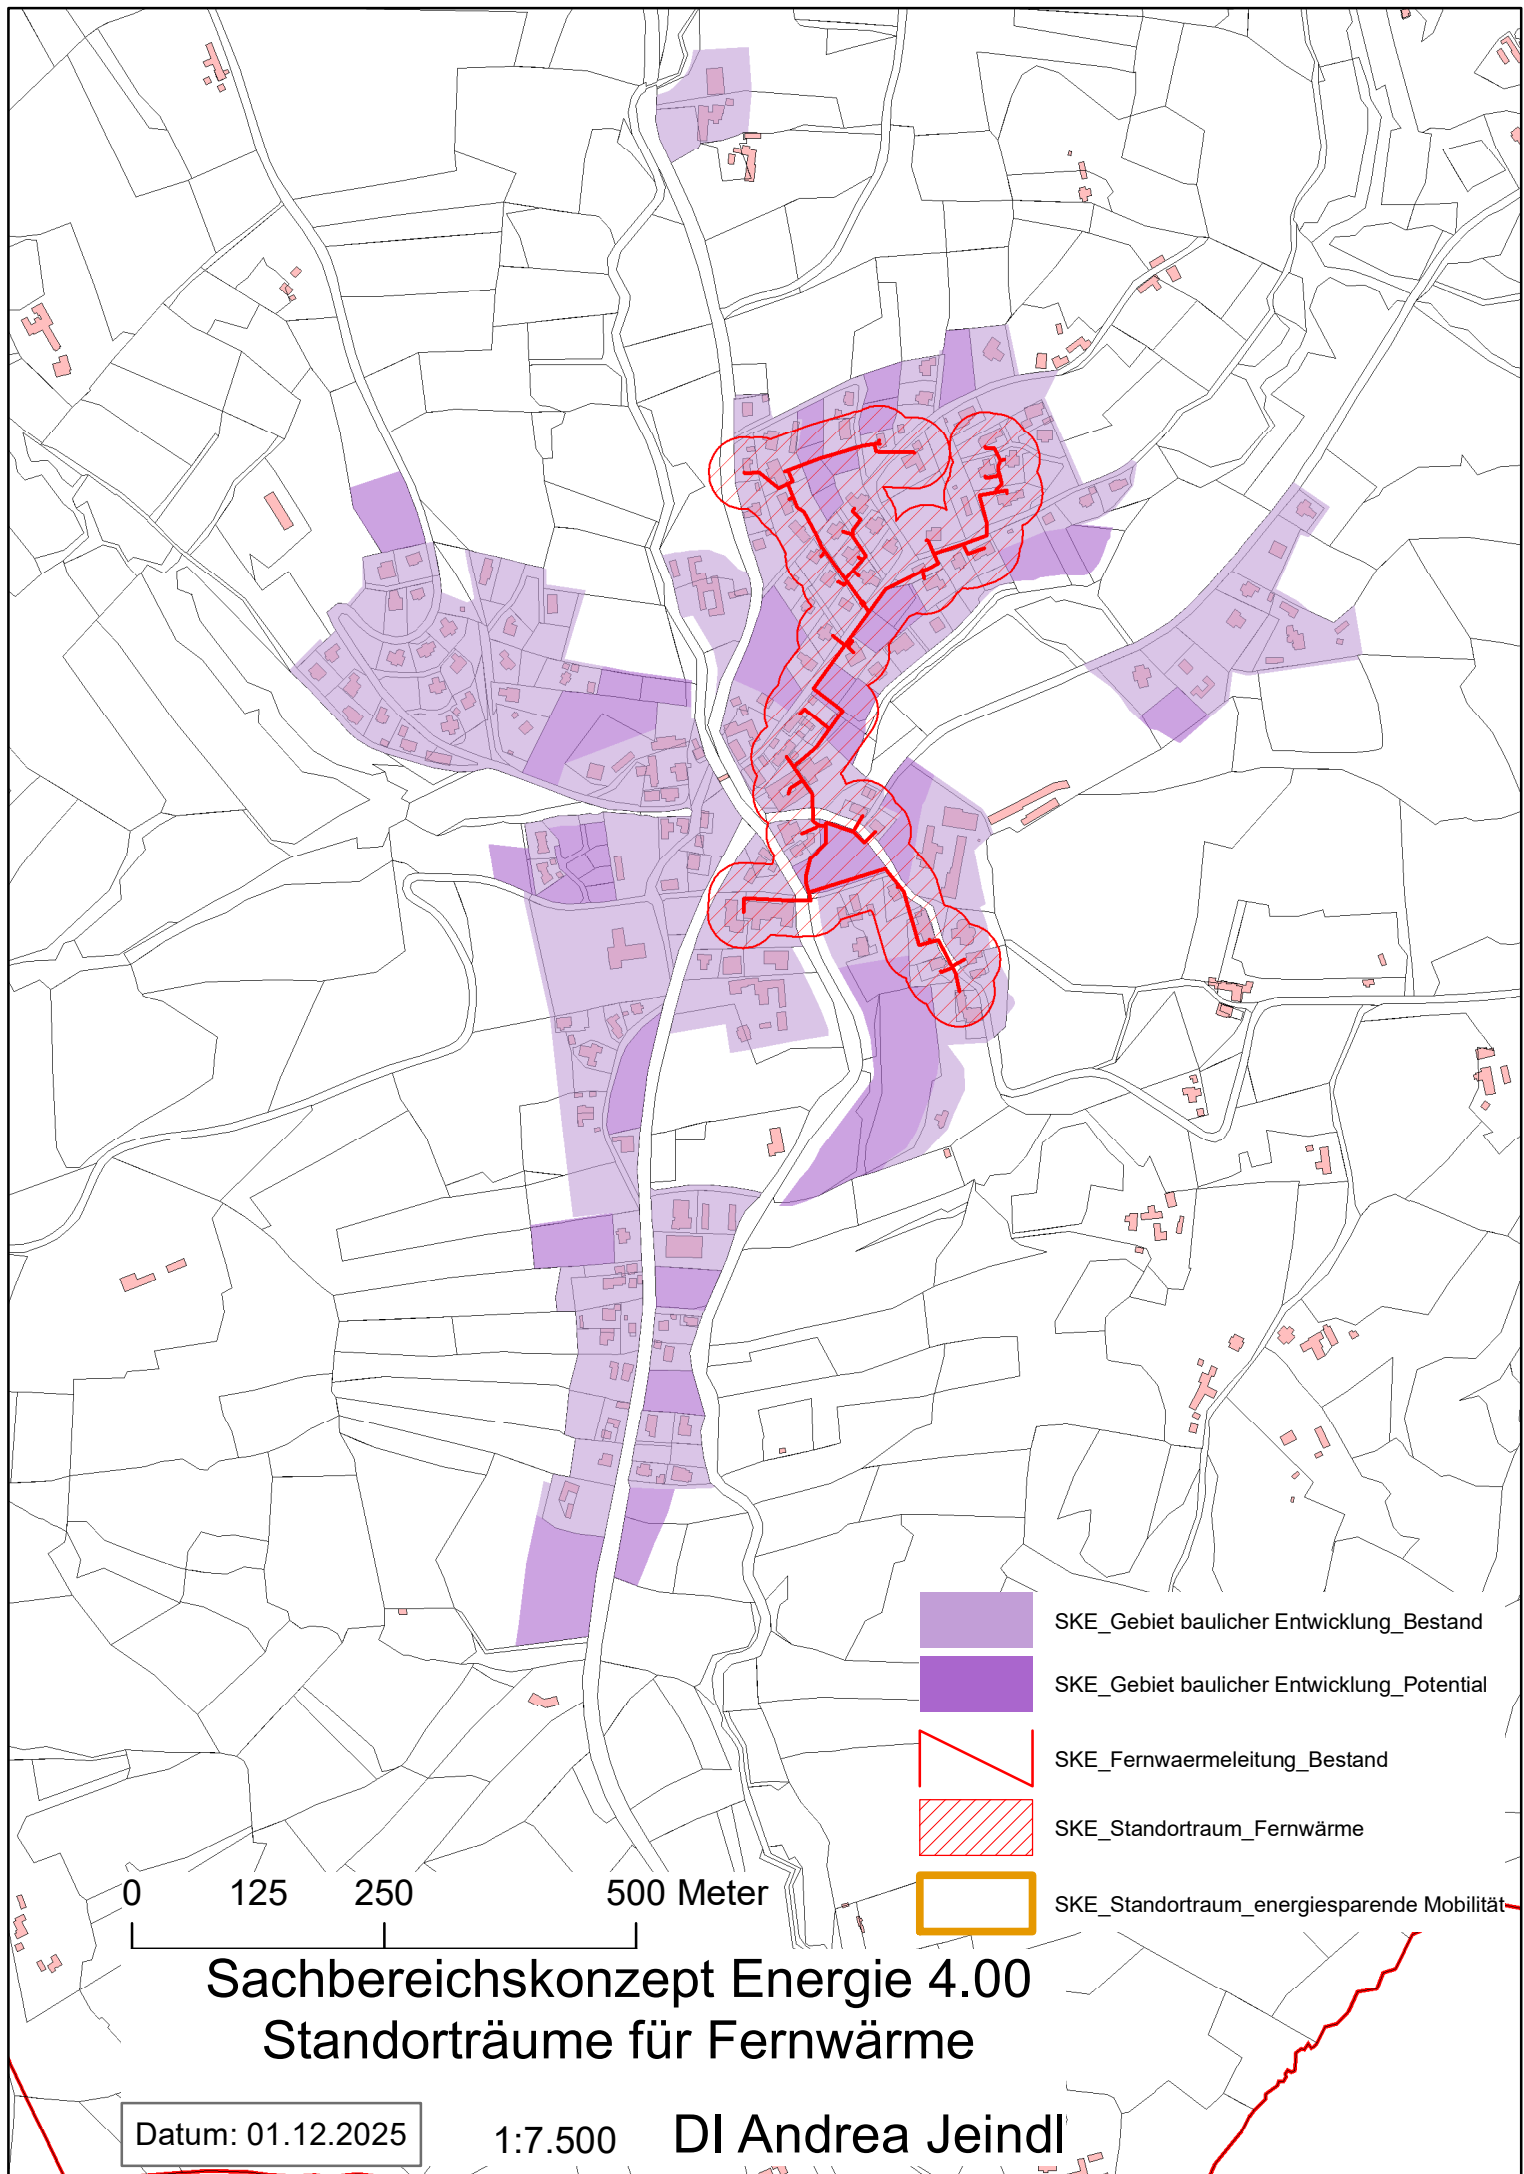 SKE_Gebiet baulicher Entwicklung_Bestand
SKE_Gebiet baulicher Entwicklung_Potential
SKE_Fernwaermeleitung_Bestand
SKE_Standortraum_Fernwärme
SKE_Standortraum_energiesparende Mobilität
0 125 250 500 Meter
Sachbereichskonzept Energie 4.00
Standorträume für Fernwärme
Datum: 01.12.2025 1:7.500 DI Andrea Jeindl